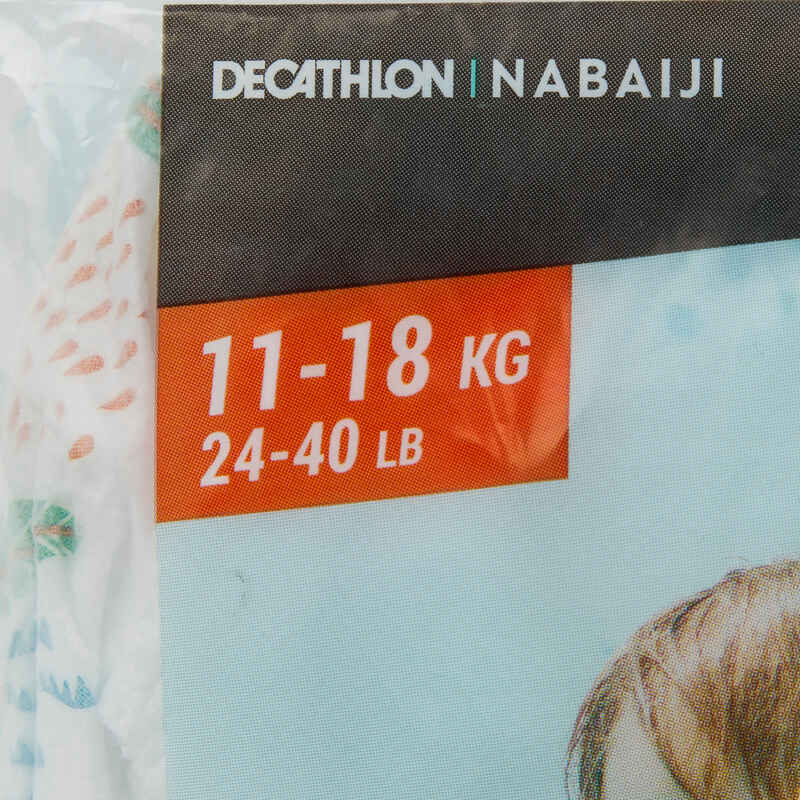 DECATHLON | NABAIJI
11-18 KG
24-40 LB